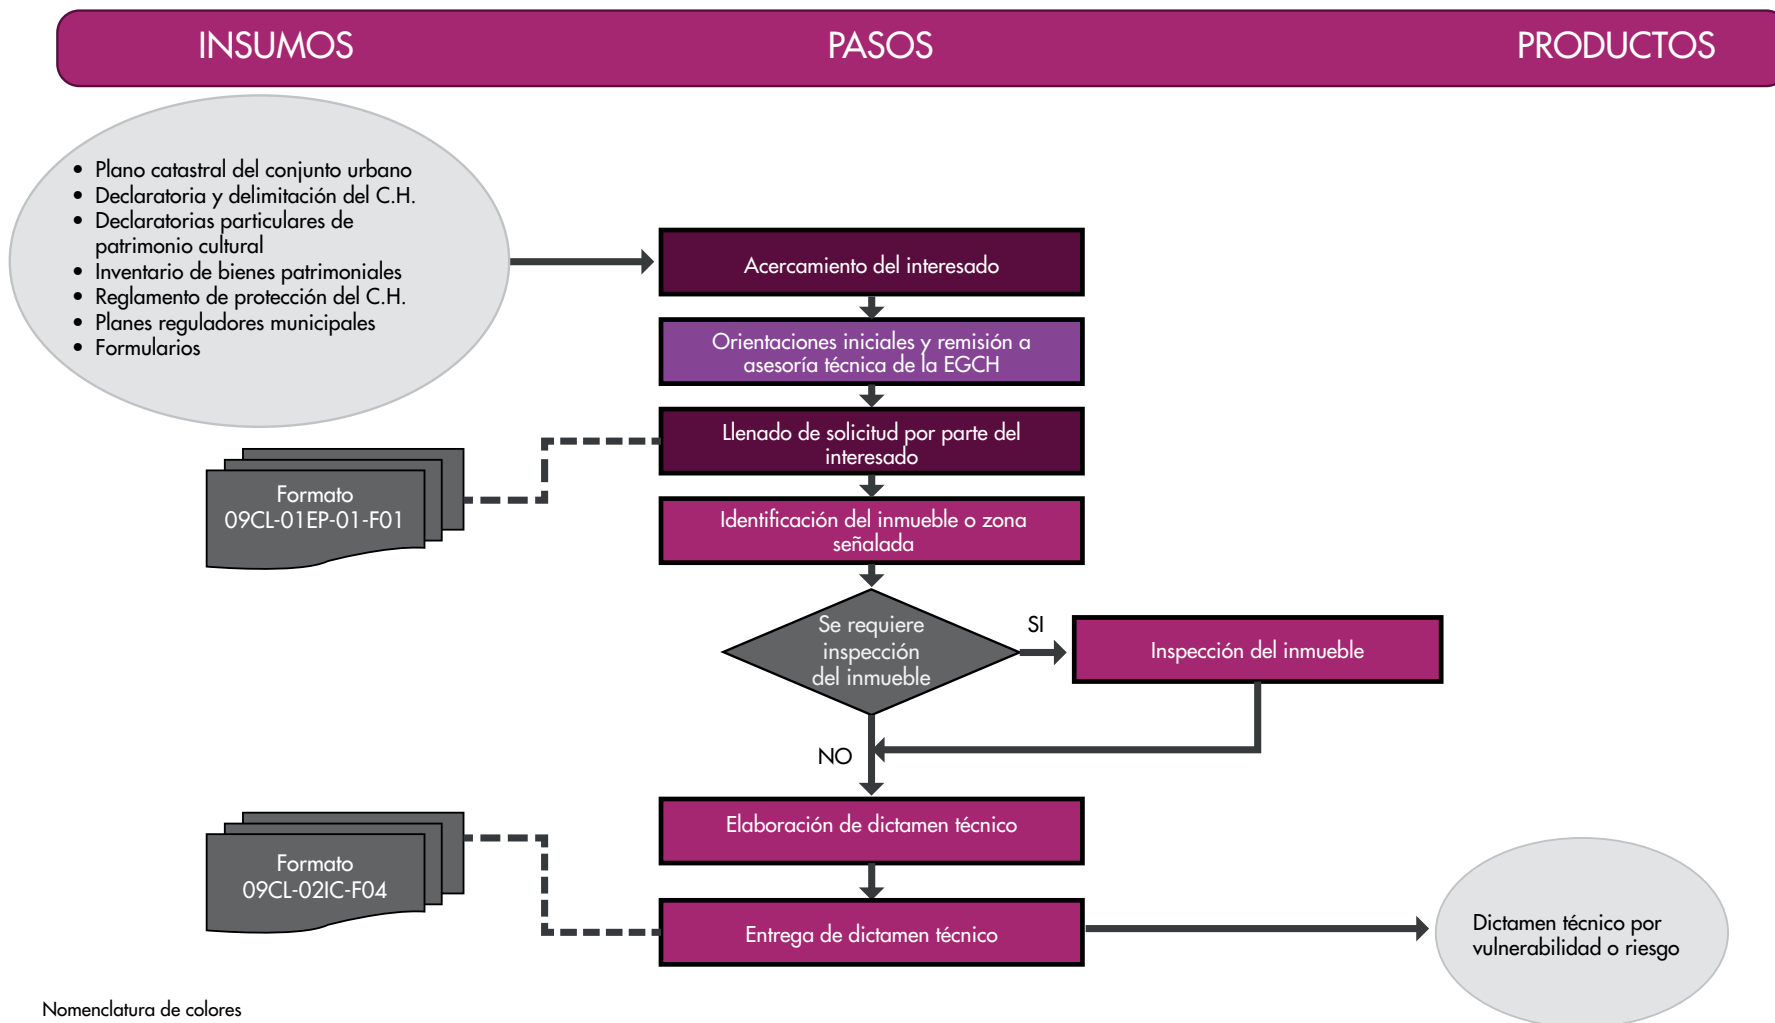 INSUMOS
PASOS
PRODUCTOS
• Plano catastral del conjunto urbano
• Declaratoria y delimitación del C.H.
• Declaratorias particulares de
patrimonio cultural
• Inventario de bienes patrimoniales
• Reglamento de protección del C.H.
• Planes reguladores municipales
• Formularios
Acercamiento del interesado
Orientaciones iniciales y remisión a
asesoría técnica de la EGCH
Llenado de solicitud por parte del
interesado
Formato
09CL-01EP-01-F01
Identificación del inmueble o zona
señalada
Se requiere
inspección
del inmueble
SI
Inspección del inmueble
NO
Elaboración de dictamen técnico
Formato
09CL-02IC-F04
Entrega de dictamen técnico
Dictamen técnico por
vulnerabilidad o riesgo
Nomenclatura de colores